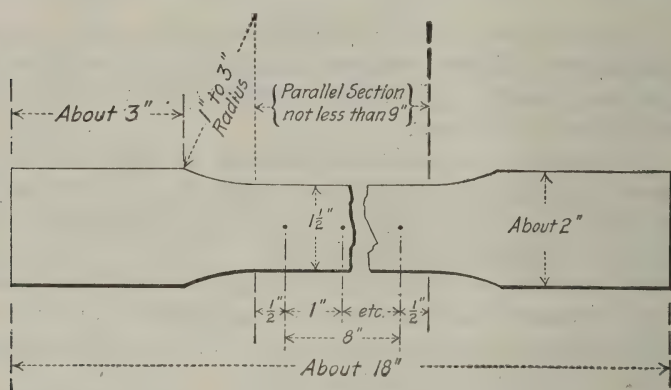 1" to 3"
Radius
Parallel Section
not less than 9"
About 3"
1½"
About 2"
½"
1"
etc.
½"
8"
About 18"